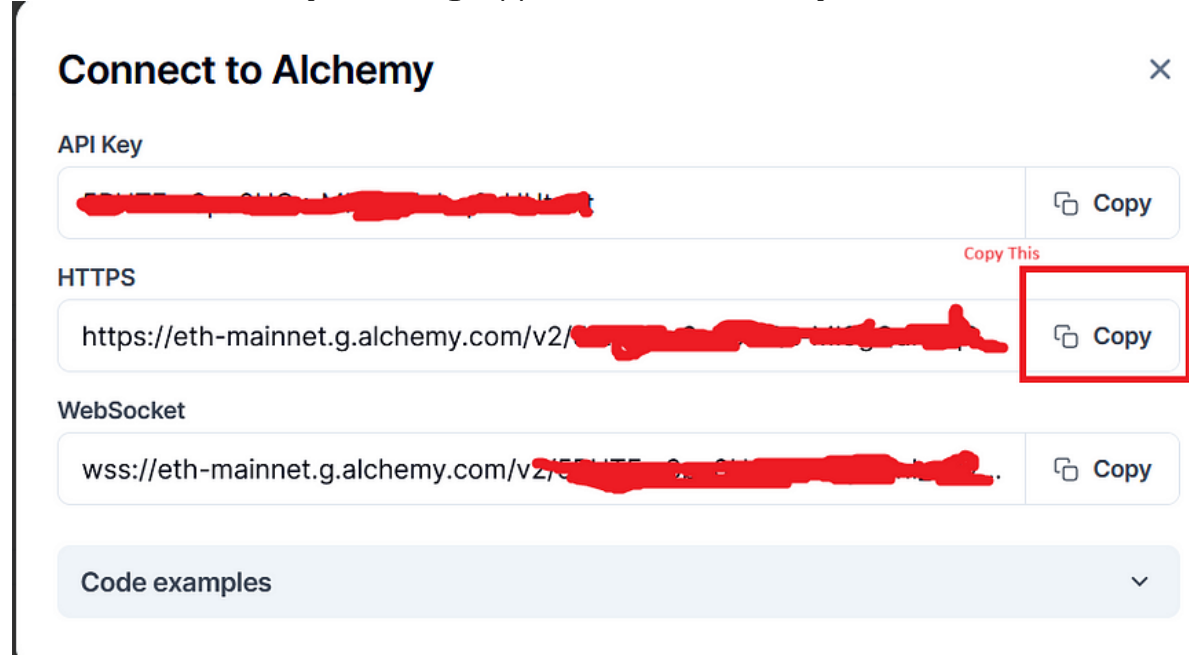 Connect to Alchemy
API Key
Copy
Copy This
HTTPS
https://eth-mainnet.g.alchemy.com/v2/
Copy
WebSocket
wss://eth-mainnet.g.alchemy.com/v2/
Copy
Code examples